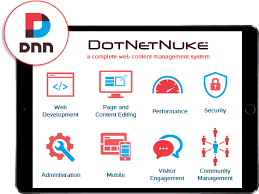 DNN
DotNetNuke
a complete web content management system
Web
Development
Page and
Content Editing
Performance
Security
Administration
Mobile
Visitor
Engagement
Community
Management